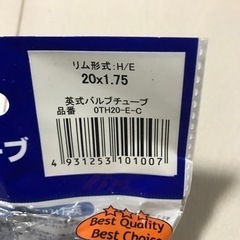 リム形式:H/E
20x1.75
英式バルブチューブ
品番 0TH20-E-C
4 931253 101007
ーブ
Best Quality
Best Choice